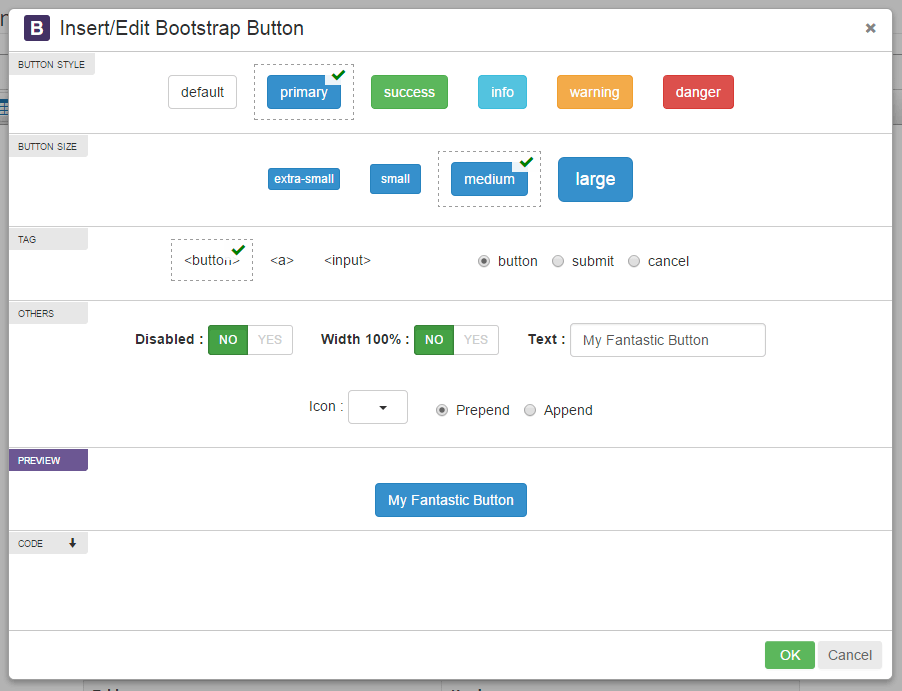 B Insert/Edit Bootstrap Button ×
BUTTON STYLE
default primary success info warning danger
BUTTON SIZE
extra-small small medium large
TAG
<button> <a> <input> button submit cancel
OTHERS
Disabled : NO YES Width 100% : NO YES Text : My Fantastic Button
Icon : Prepend Append
PREVIEW
My Fantastic Button
CODE
OK Cancel